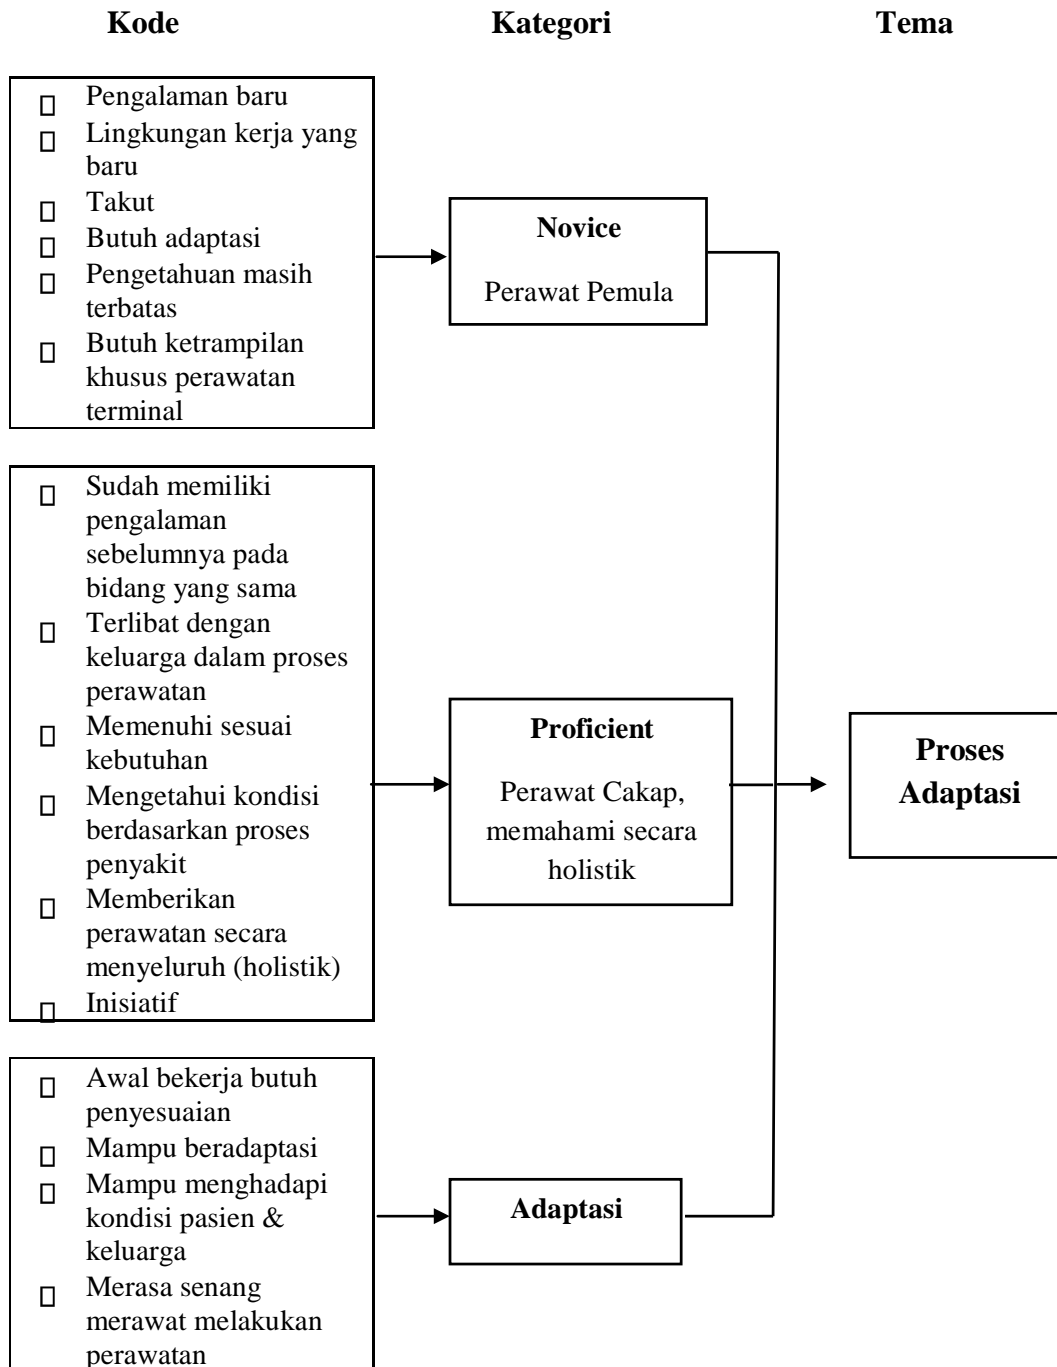 Kode Kategori Tema
Pengalaman baru
Lingkungan kerja yang
baru
Takut
Butuh adaptasi
Pengetahuan masih
terbatas
Butuh ketrampilan
khusus perawatan
terminal
Novice
Perawat Pemula
Sudah memiliki
pengalaman
sebelumnya pada
bidang yang sama
Terlibat dengan
keluarga dalam proses
perawatan
Memenuhi sesuai
kebutuhan
Mengetahui kondisi
berdasarkan proses
penyakit
Memberikan
perawatan secara
menyeluruh (holistik)
Inisiatif
Proficient
Perawat Cakap,
memahami secara
holistik
Proses
Adaptasi
Awal bekerja butuh
penyesuaian
Mampu beradaptasi
Mampu menghadapi
kondisi pasien &
keluarga
Merasa senang
merawat melakukan
perawatan
Adaptasi